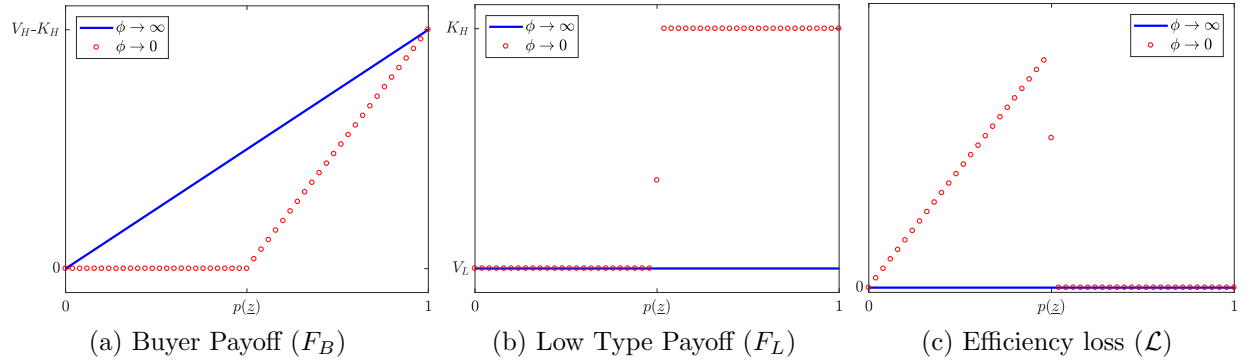 V_H-K_H
φ → ∞
φ → 0
0
0
p(z)
1
(a) Buyer Payoff (F_B)
K_H
φ → ∞
φ → 0
V_L
0
p(z)
1
(b) Low Type Payoff (F_L)
φ → ∞
φ → 0
0
0
p(z)
1
(c) Efficiency loss (𝓛)